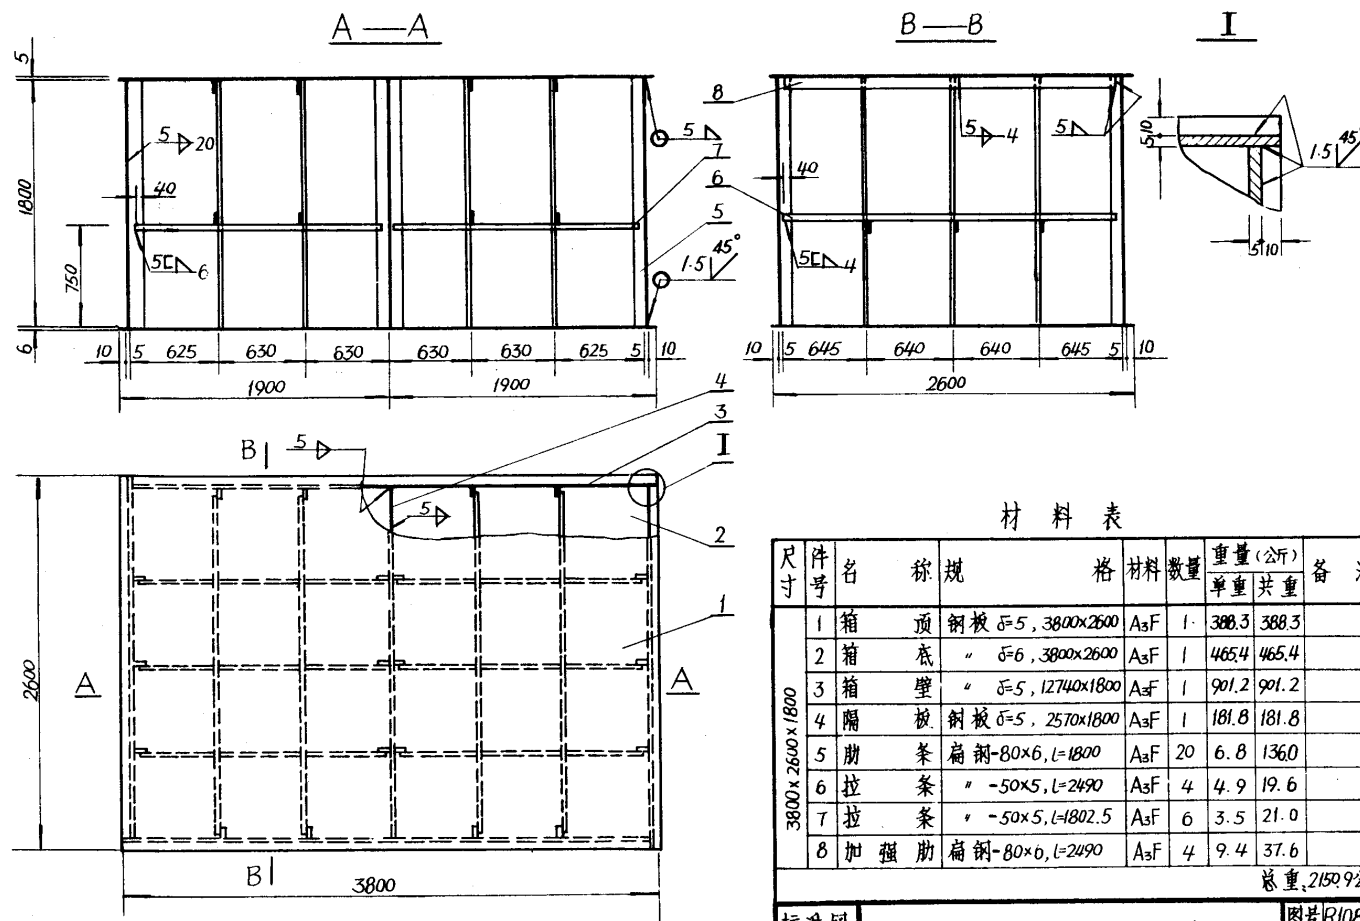 A — A
B — B
I
5
1800
6
750
5 20
40
5 6
5
7
5
1.5 45°
10 5 625 630 630 630 630 625 5 10
1900 1900
8
6
5 4
5
40
5 4
10 5 645 640 640 645 5 10
2600
5 10
1.5 45°
5 10
B
5
4
3
I
5
2
1
A
A
2600
B
3800
材料表
尺寸 件号 名称 规格 材料 数量 重量(公斤) 备
单重 共重
3800×2600×1800
1 箱顶 钢板 δ=5, 3800×2600 A₃F 1 388.3 388.3
2 箱底 〃 δ=6, 3800×2600 A₃F 1 465.4 465.4
3 箱壁 〃 δ=5, 12740×1800 A₃F 1 901.2 901.2
4 隔板 钢板 δ=5, 2570×1800 A₃F 1 181.8 181.8
5 肋条 扁钢-80×6, l=1800 A₃F 20 6.8 136.0
6 拉条 〃 -50×5, l=2490 A₃F 4 4.9 19.6
7 拉条 〃 -50×5, l=1802.5 A₃F 6 3.5 21.0
8 加强肋 扁钢-80×6, l=2490 A₃F 4 9.4 37.6
总重:2150.9
图号